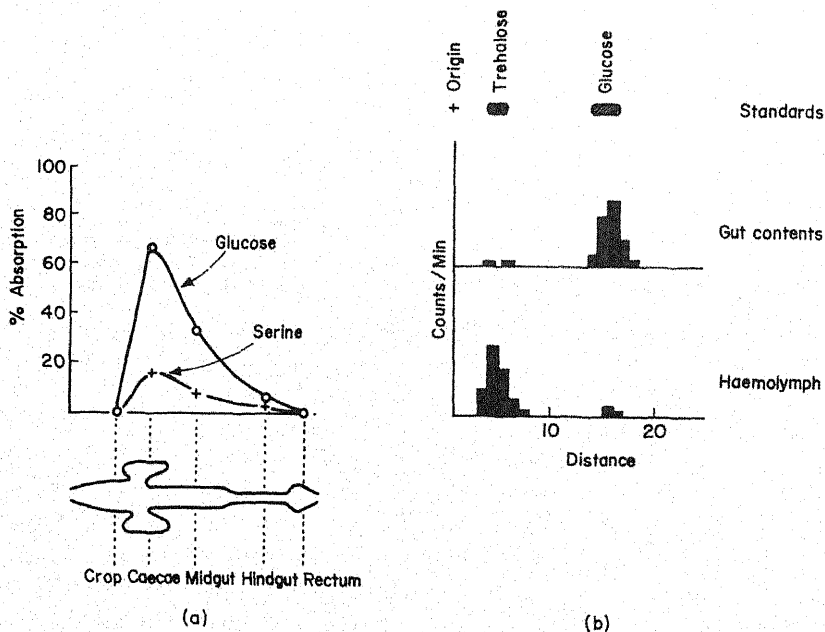 100
80
60
40
20
% Absorption
Glucose
Serine
Crop Caecae Midgut Hindgut Rectum
(a)
+ Origin
Trehalose
Glucose
Standards
Gut contents
Counts/Min
Haemolymph
10
20
Distance
(b)